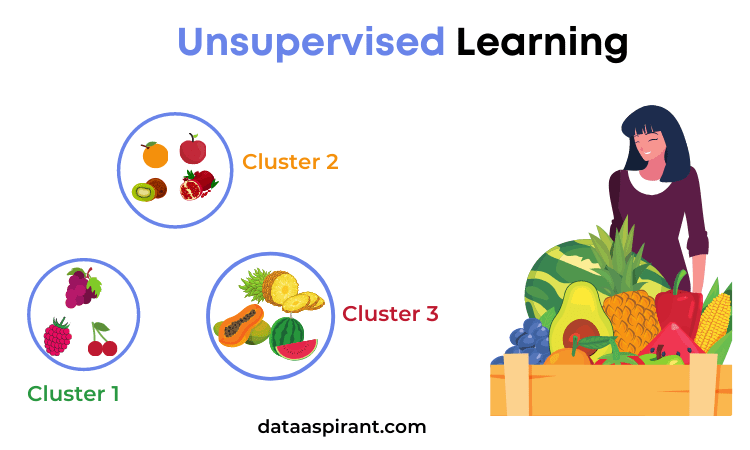 Unsupervised Learning
Cluster 2
Cluster 3
Cluster 1
dataaspirant.com